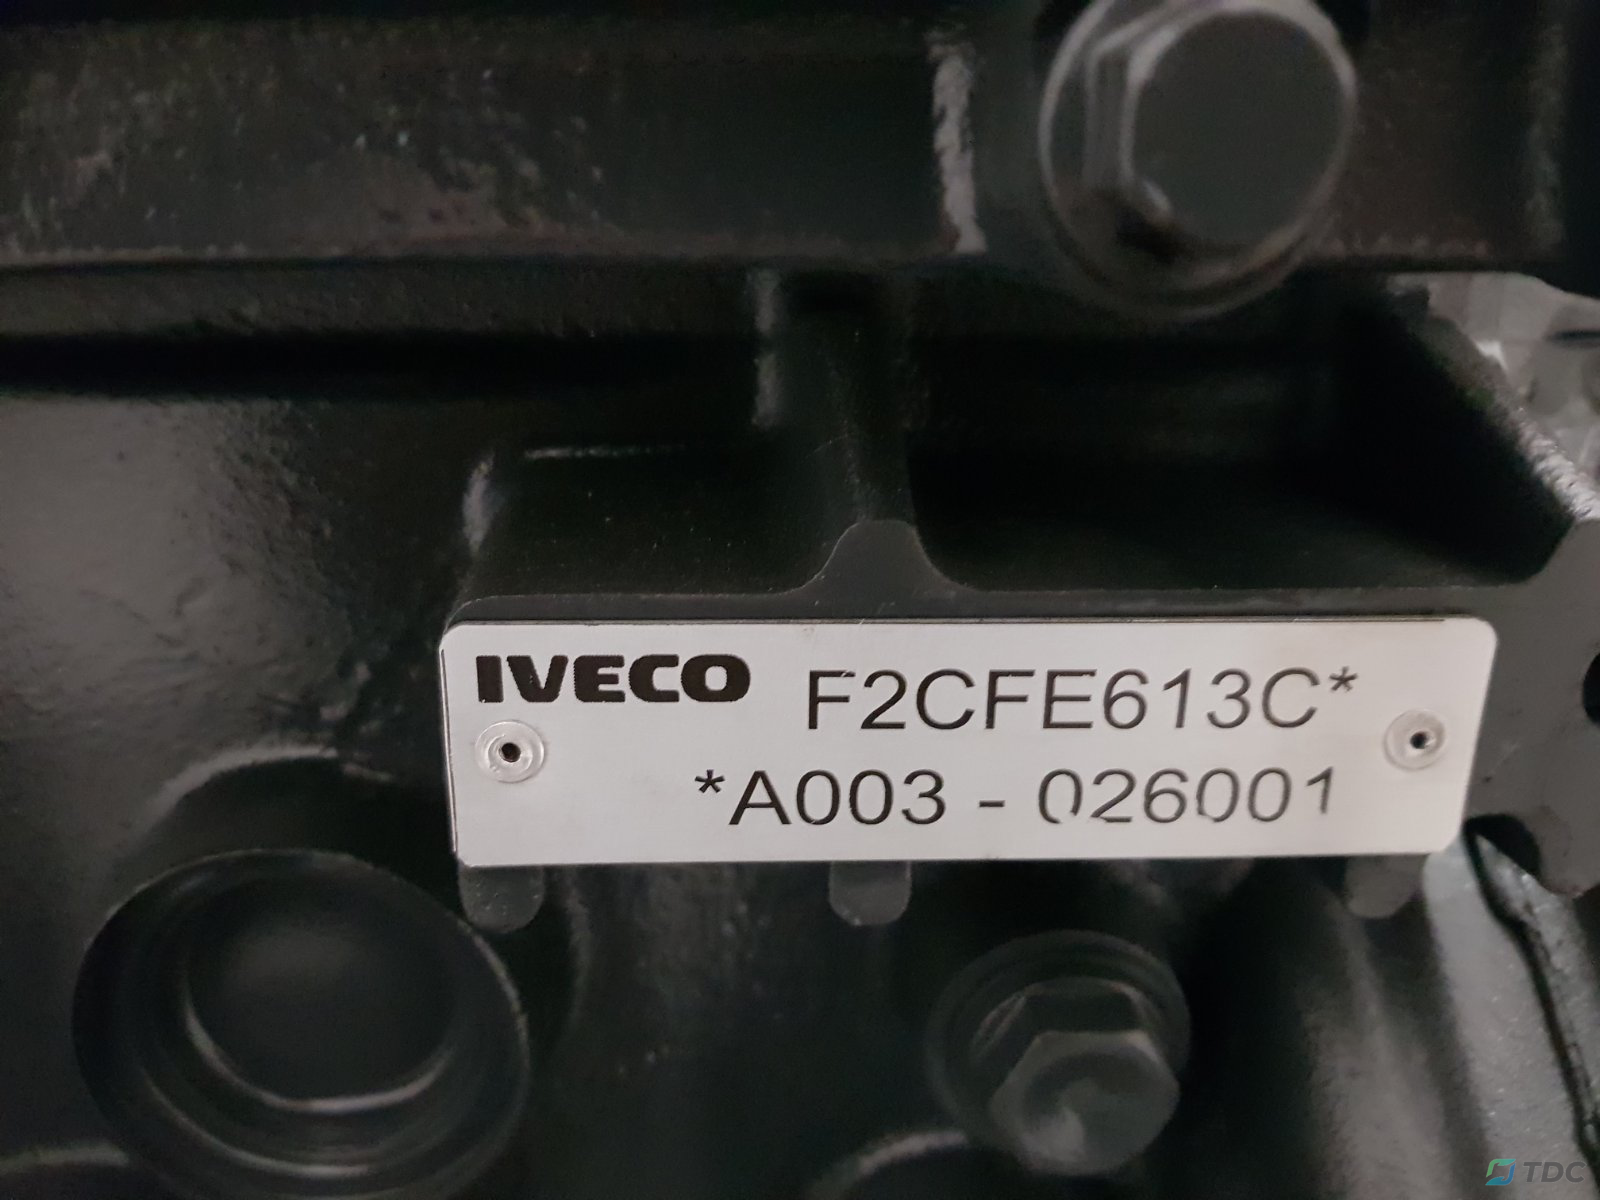 IVECO F2CFE613C*
*A003 - 026001
TDC